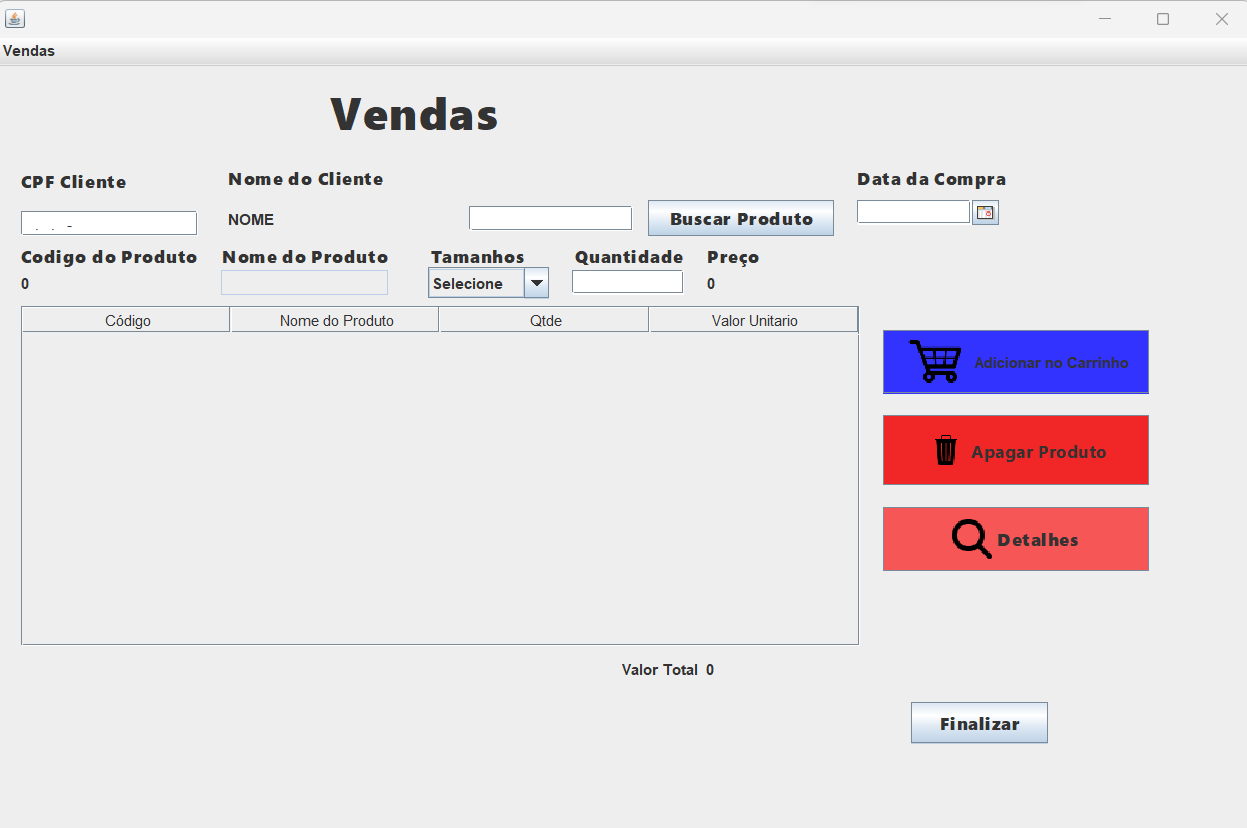 Vendas
Vendas
CPF Cliente
Nome do Cliente
Data da Compra
. . -
NOME
Buscar Produto
Codigo do Produto
Nome do Produto
Tamanhos
Quantidade
Preço
0
Selecione
0
Código
Nome do Produto
Qtde
Valor Unitario
Adicionar no Carrinho
Apagar Produto
Detalhes
Valor Total 0
Finalizar